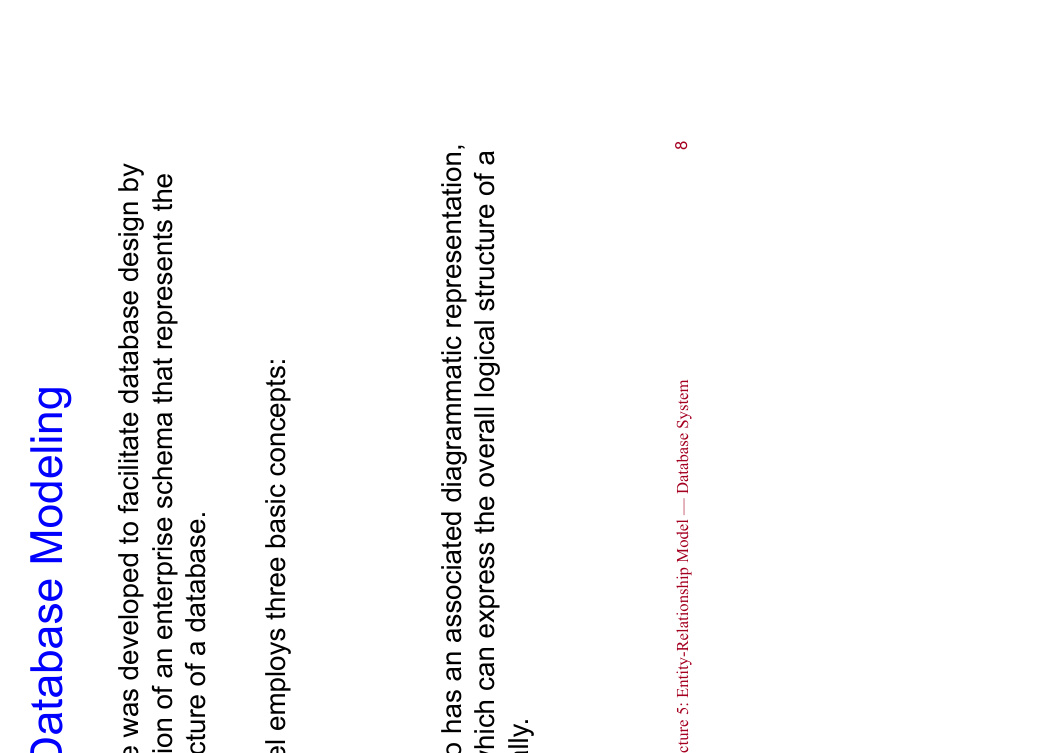 Database Modeling
e was developed to facilitate database design by
ion of an enterprise schema that represents the
cture of a database.
el employs three basic concepts:
o has an associated diagrammatic representation,
which can express the overall logical structure of a
ally.
cture 5: Entity-Relationship Model — Database System
8